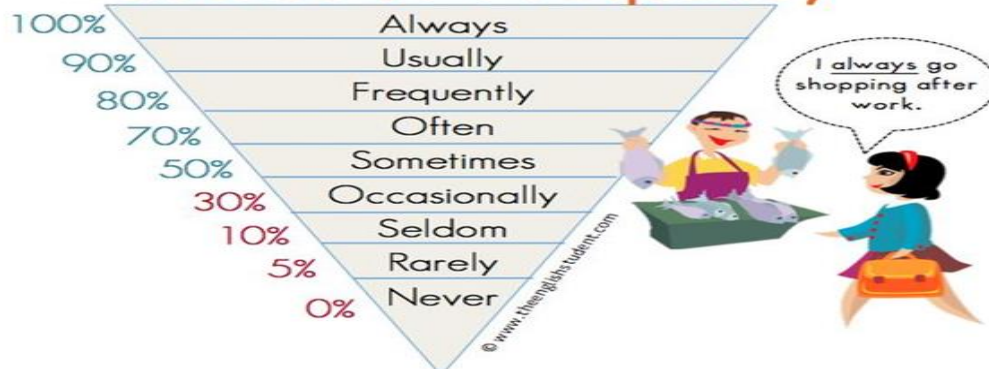 100% Always
90% Usually
80% Frequently
70% Often
50% Sometimes
30% Occasionally
10% Seldom
5% Rarely
0% Never
I always go
shopping after
work.
© www.theenglishstudent.com